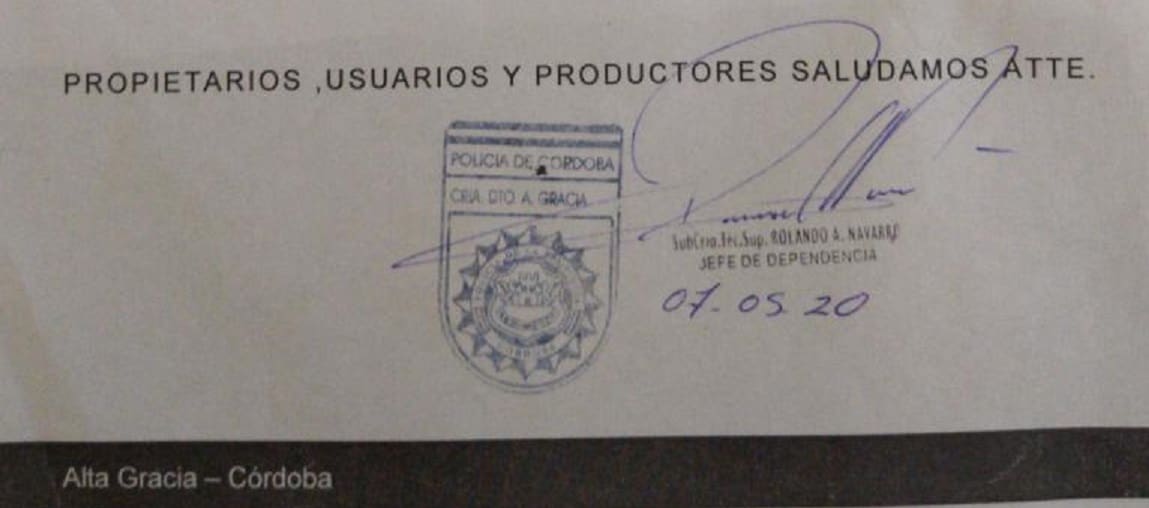 PROPIETARIOS ,USUARIOS Y PRODUCTORES SALUDAMOS ATTE.
POLICIA DE CORDOBA
CRIA. DTO. A. GRACIA
SubCrio.Tec.Sup. ROLANDO A. NAVARRO
JEFE DE DEPENDENCIA
07-05 20
Alta Gracia – Córdoba